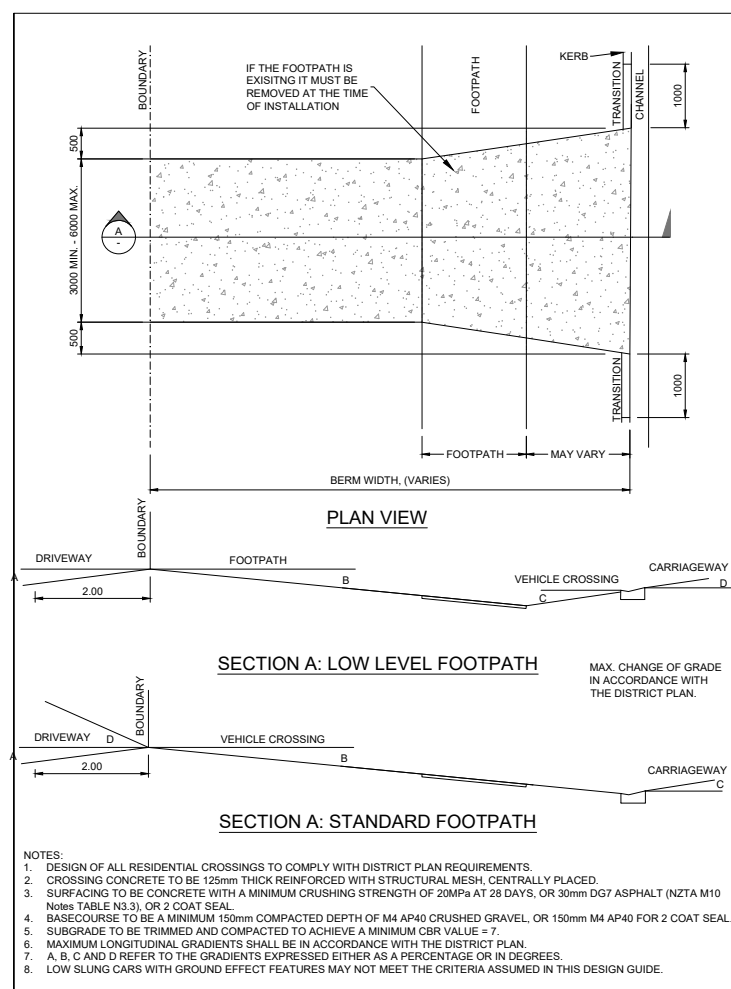 BOUNDARY
IF THE FOOTPATH IS
EXISITNG IT MUST BE
REMOVED AT THE TIME
OF INSTALLATION
FOOTPATH
KERB
TRANSITION
CHANNEL
1000
500
3000 MIN. - 6000 MAX.
A
-
500
TRANSITION
1000
FOOTPATH
MAY VARY
BERM WIDTH, (VARIES)
PLAN VIEW
BOUNDARY
DRIVEWAY
FOOTPATH
CARRIAGEWAY
A
2.00
B
VEHICLE CROSSING
C
D
SECTION A: LOW LEVEL FOOTPATH
MAX. CHANGE OF GRADE
IN ACCORDANCE WITH
THE DISTRICT PLAN.
BOUNDARY
DRIVEWAY
D
VEHICLE CROSSING
A
2.00
B
CARRIAGEWAY
C
SECTION A: STANDARD FOOTPATH
NOTES:
1. DESIGN OF ALL RESIDENTIAL CROSSINGS TO COMPLY WITH DISTRICT PLAN REQUIREMENTS.
2. CROSSING CONCRETE TO BE 125mm THICK REINFORCED WITH STRUCTURAL MESH, CENTRALLY PLACED.
3. SURFACING TO BE CONCRETE WITH A MINIMUM CRUSHING STRENGTH OF 20MPa AT 28 DAYS, OR 30mm DG7 ASPHALT (NZTA M10
Notes TABLE N3.3), OR 2 COAT SEAL.
4. BASECOURSE TO BE A MINIMUM 150mm COMPACTED DEPTH OF M4 AP40 CRUSHED GRAVEL, OR 150mm M4 AP40 FOR 2 COAT SEAL.
5. SUBGRADE TO BE TRIMMED AND COMPACTED TO ACHIEVE A MINIMUM CBR VALUE = 7.
6. MAXIMUM LONGITUDINAL GRADIENTS SHALL BE IN ACCORDANCE WITH THE DISTRICT PLAN.
7. A, B, C AND D REFER TO THE GRADIENTS EXPRESSED EITHER AS A PERCENTAGE OR IN DEGREES.
8. LOW SLUNG CARS WITH GROUND EFFECT FEATURES MAY NOT MEET THE CRITERIA ASSUMED IN THIS DESIGN GUIDE.